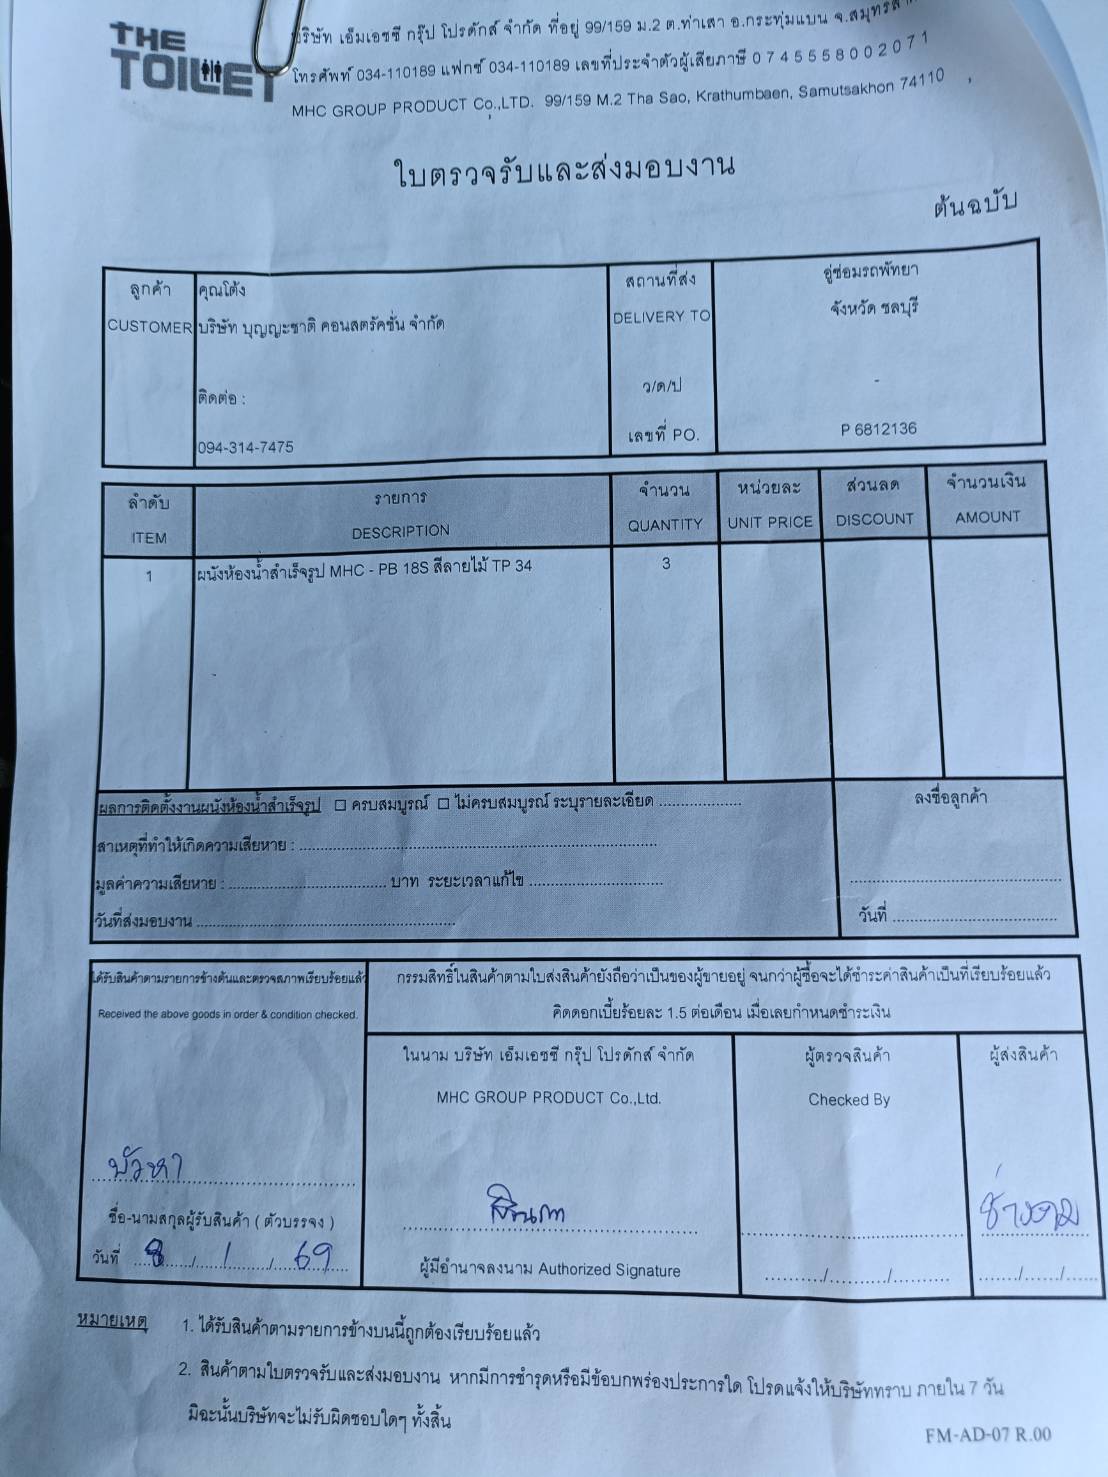 THE
TOILET
บริษัท เอ็มเอชซี กรุ๊ป โปรดักส์ จำกัด ที่อยู่ 99/159 ม.2 ต.ท่าเสา อ.กระทุ่มแบน จ.สมุทรสาคร
โทรศัพท์ 034-110189 แฟกซ์ 034-110189 เลขที่ประจำตัวผู้เสียภาษี 0 7 4 5 5 5 8 0 0 2 0 7 1
MHC GROUP PRODUCT Co.,LTD. 99/159 M.2 Tha Sao, Krathumbaen, Samutsakhon 74110
ใบตรวจรับและส่งมอบงาน
ต้นฉบับ
ลูกค้า
CUSTOMER
คุณโต้ง
บริษัท บุญญะชาติ คอนสตรัคชั่น จำกัด
ติดต่อ :
094-314-7475
สถานที่ส่ง
DELIVERY TO
อู่ซ่อมรถพัทยา
จังหวัด ชลบุรี
ว/ด/ป -
เลขที่ PO. P 6812136
ลำดับ รายการ จำนวน หน่วยละ ส่วนลด จำนวนเงิน
ITEM DESCRIPTION QUANTITY UNIT PRICE DISCOUNT AMOUNT
1 ผนังห้องน้ำสำเร็จรูป MHC - PB 18S สีลายไม้ TP 34 3
ผลการติดตั้งงานผนังห้องน้ำสำเร็จรูป ☐ ครบสมบูรณ์ ☐ ไม่ครบสมบูรณ์ ระบุรายละเอียด ...................
สาเหตุที่ทำให้เกิดความเสียหาย : ..................................................................
มูลค่าความเสียหาย : .............................. บาท ระยะเวลาแก้ไข ..........................
วันที่ส่งมอบงาน ..................................................
ลงชื่อลูกค้า
..........................................
วันที่ ..................................
ได้รับสินค้าตามรายการข้างต้นและตรวจสภาพเรียบร้อยแล้ว
Received the above goods in order & condition checked.
บัวหา
ชื่อ-นามสกุลผู้รับสินค้า ( ตัวบรรจง )
วันที่ 8 / 1 / 69
กรรมสิทธิ์ในสินค้าตามใบส่งสินค้ายังถือว่าเป็นของผู้ขายอยู่ จนกว่าผู้ซื้อจะได้ชำระค่าสินค้าเป็นที่เรียบร้อยแล้ว
คิดดอกเบี้ยร้อยละ 1.5 ต่อเดือน เมื่อเลยกำหนดชำระเงิน
ในนาม บริษัท เอ็มเอชซี กรุ๊ป โปรดักส์ จำกัด
MHC GROUP PRODUCT Co.,Ltd.
ผู้มีอำนาจลงนาม Authorized Signature
ผู้ตรวจสินค้า
Checked By
........../........../..........
ผู้ส่งสินค้า
ช่างคม
......./......./......
หมายเหตุ 1. ได้รับสินค้าตามรายการข้างบนนี้ถูกต้องเรียบร้อยแล้ว
2. สินค้าตามใบตรวจรับและส่งมอบงาน หากมีการชำรุดหรือมีข้อบกพร่องประการใด โปรดแจ้งให้บริษัททราบ ภายใน 7 วัน
มิฉะนั้นบริษัทจะไม่รับผิดชอบใดๆ ทั้งสิ้น
FM-AD-07 R.00